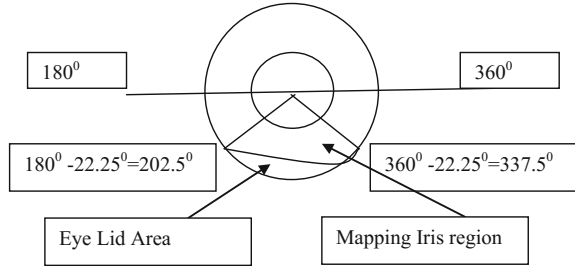 180⁰
360⁰
180⁰ -22.25⁰=202.5⁰
360⁰ -22.25⁰=337.5⁰
Eye Lid Area
Mapping Iris region